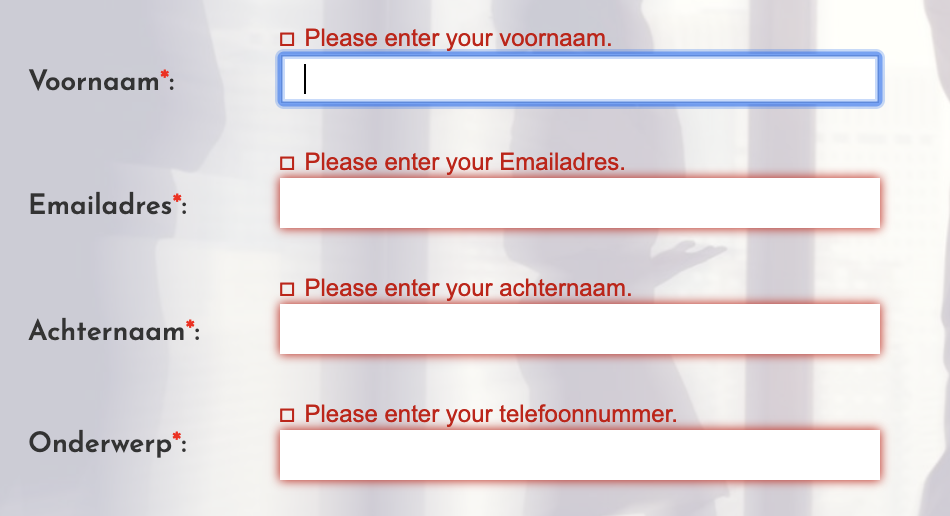 □ Please enter your voornaam.
Voornaam*:
□ Please enter your Emailadres.
Emailadres*:
□ Please enter your achternaam.
Achternaam*:
□ Please enter your telefoonnummer.
Onderwerp*: